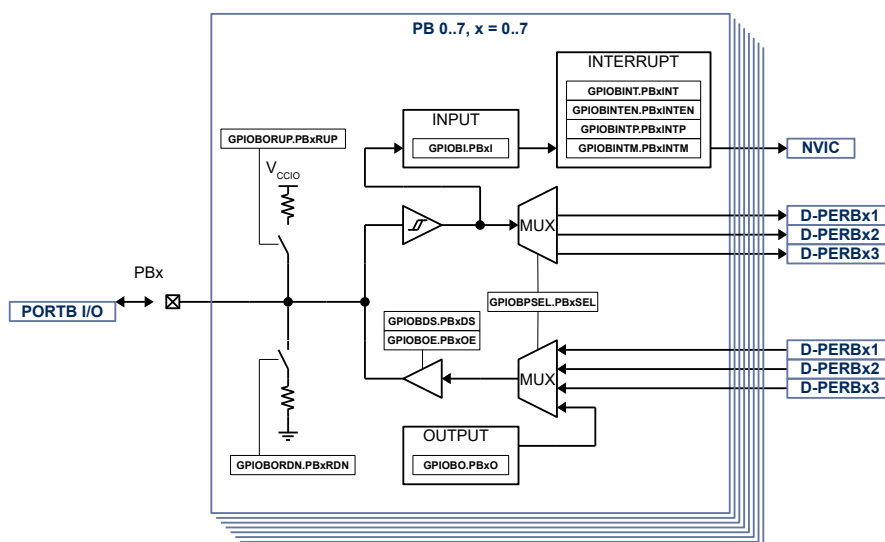 PB 0..7, x = 0..7
INTERRUPT
GPIOBINT.PBxINT
GPIOBINTEN.PBxINTEN
GPIOBINTP.PBxINTP
GPIOBINTM.PBxINTM
INPUT
GPIOBI.PBxI
NVIC
GPIOBORUP.PBxRUP
VCCIO
MUX
D-PERBx1
D-PERBx2
D-PERBx3
PBx
PORTB I/O
GPIOBPSEL.PBxSEL
GPIOBDS.PBxDS
GPIOBOE.PBxOE
MUX
D-PERBx1
D-PERBx2
D-PERBx3
OUTPUT
GPIOBO.PBxO
GPIOBORDN.PBxRDN